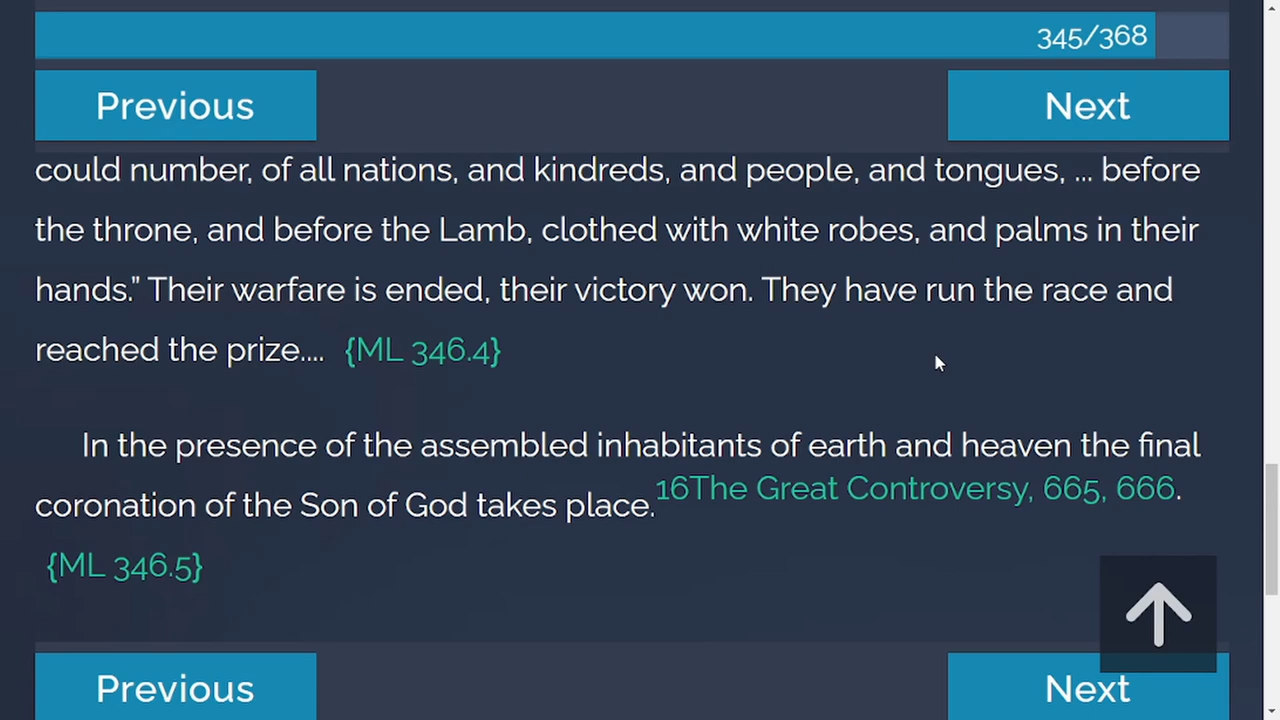 345/368
Previous
Next
could number, of all nations, and kindreds, and people, and tongues, ... before
the throne, and before the Lamb, clothed with white robes, and palms in their
hands.” Their warfare is ended, their victory won. They have run the race and
reached the prize.... {ML 346.4}
In the presence of the assembled inhabitants of earth and heaven the final
coronation of the Son of God takes place.16The Great Controversy, 665, 666.
{ML 346.5}
Previous
Next